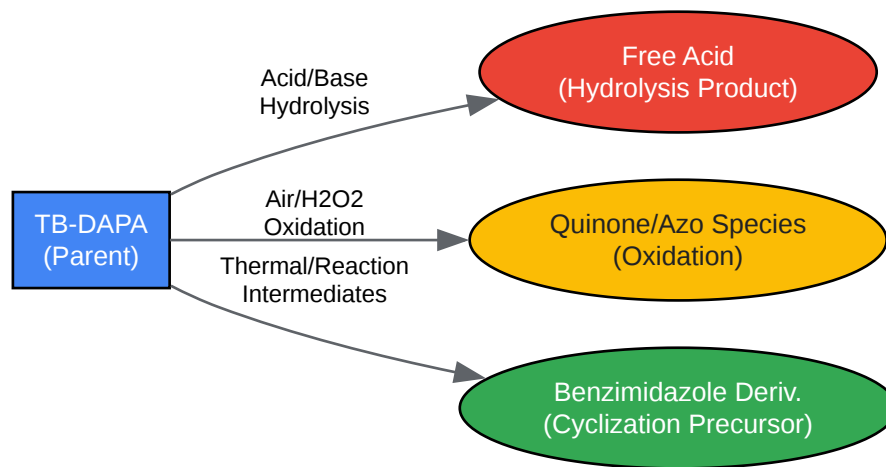 Free Acid
(Hydrolysis Product)
Acid/Base
Hydrolysis
TB-DAPA
(Parent)
Air/H2O2
Oxidation
Quinone/Azo Species
(Oxidation)
Thermal/Reaction
Intermediates
Benzimidazole Deriv.
(Cyclization Precursor)